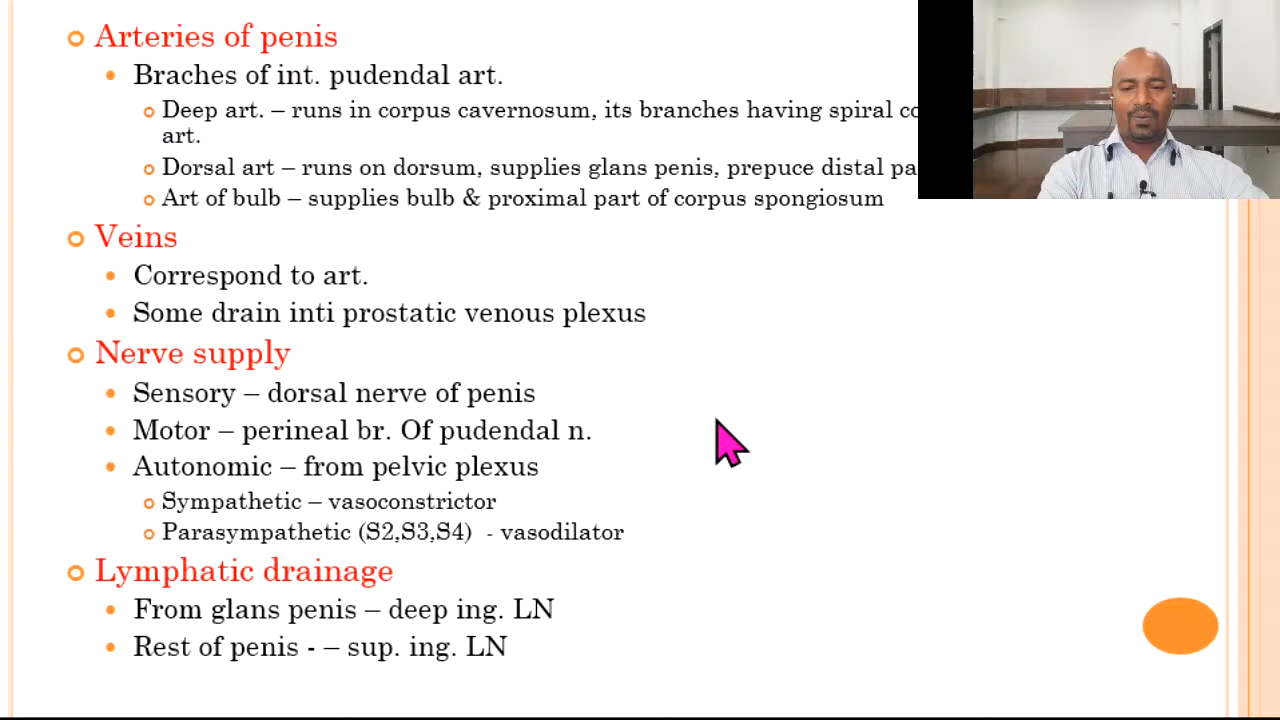 Arteries of penis
Braches of int. pudendal art.
Deep art. – runs in corpus cavernosum, its branches having spiral
art.
Dorsal art – runs on dorsum, supplies glans penis, prepuce distal
Art of bulb – supplies bulb & proximal part of corpus spongiosum
Veins
Correspond to art.
Some drain inti prostatic venous plexus
Nerve supply
Sensory – dorsal nerve of penis
Motor – perineal br. Of pudendal n.
Autonomic – from pelvic plexus
Sympathetic – vasoconstrictor
Parasympathetic (S2,S3,S4) - vasodilator
Lymphatic drainage
From glans penis – deep ing. LN
Rest of penis - – sup. ing. LN